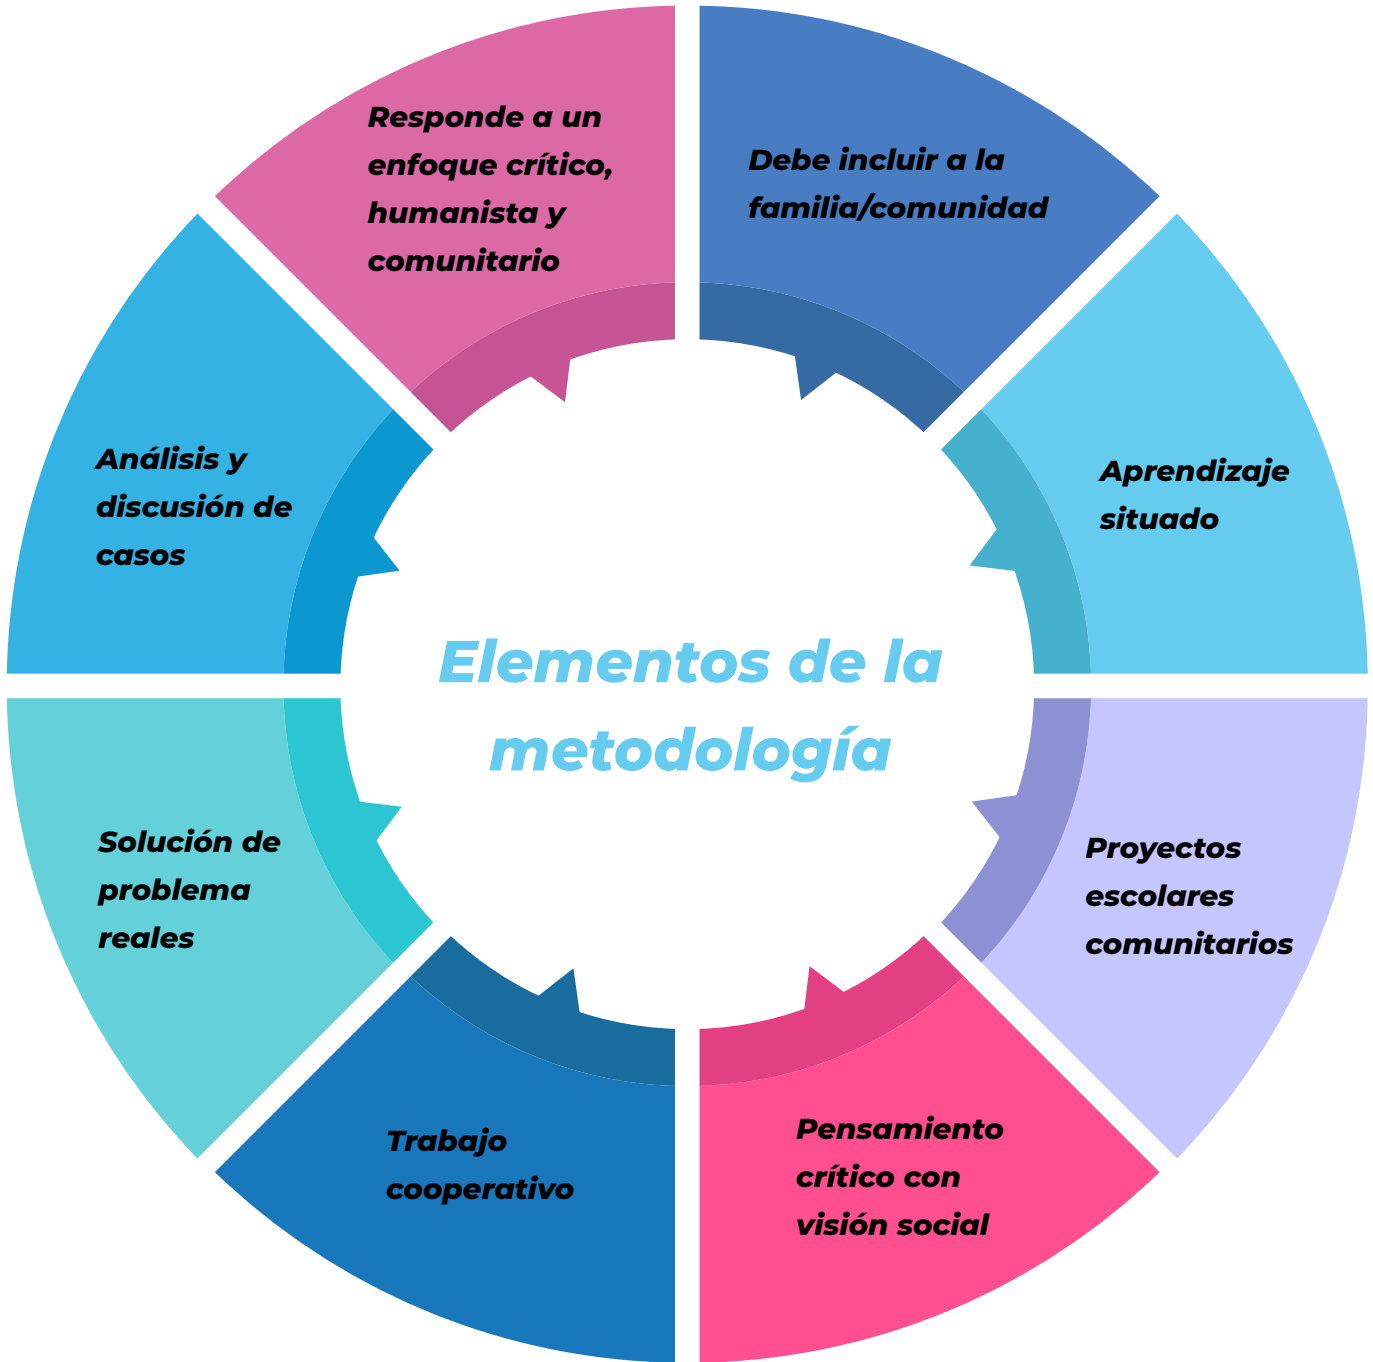 Responde a un
enfoque crítico,
humanista y
comunitario
Debe incluir a la
familia/comunidad
Análisis y
discusión de
casos
Aprendizaje
situado
Elementos de la
metodología
Solución de
problema
reales
Proyectos
escolares
comunitarios
Trabajo
cooperativo
Pensamiento
crítico con
visión social